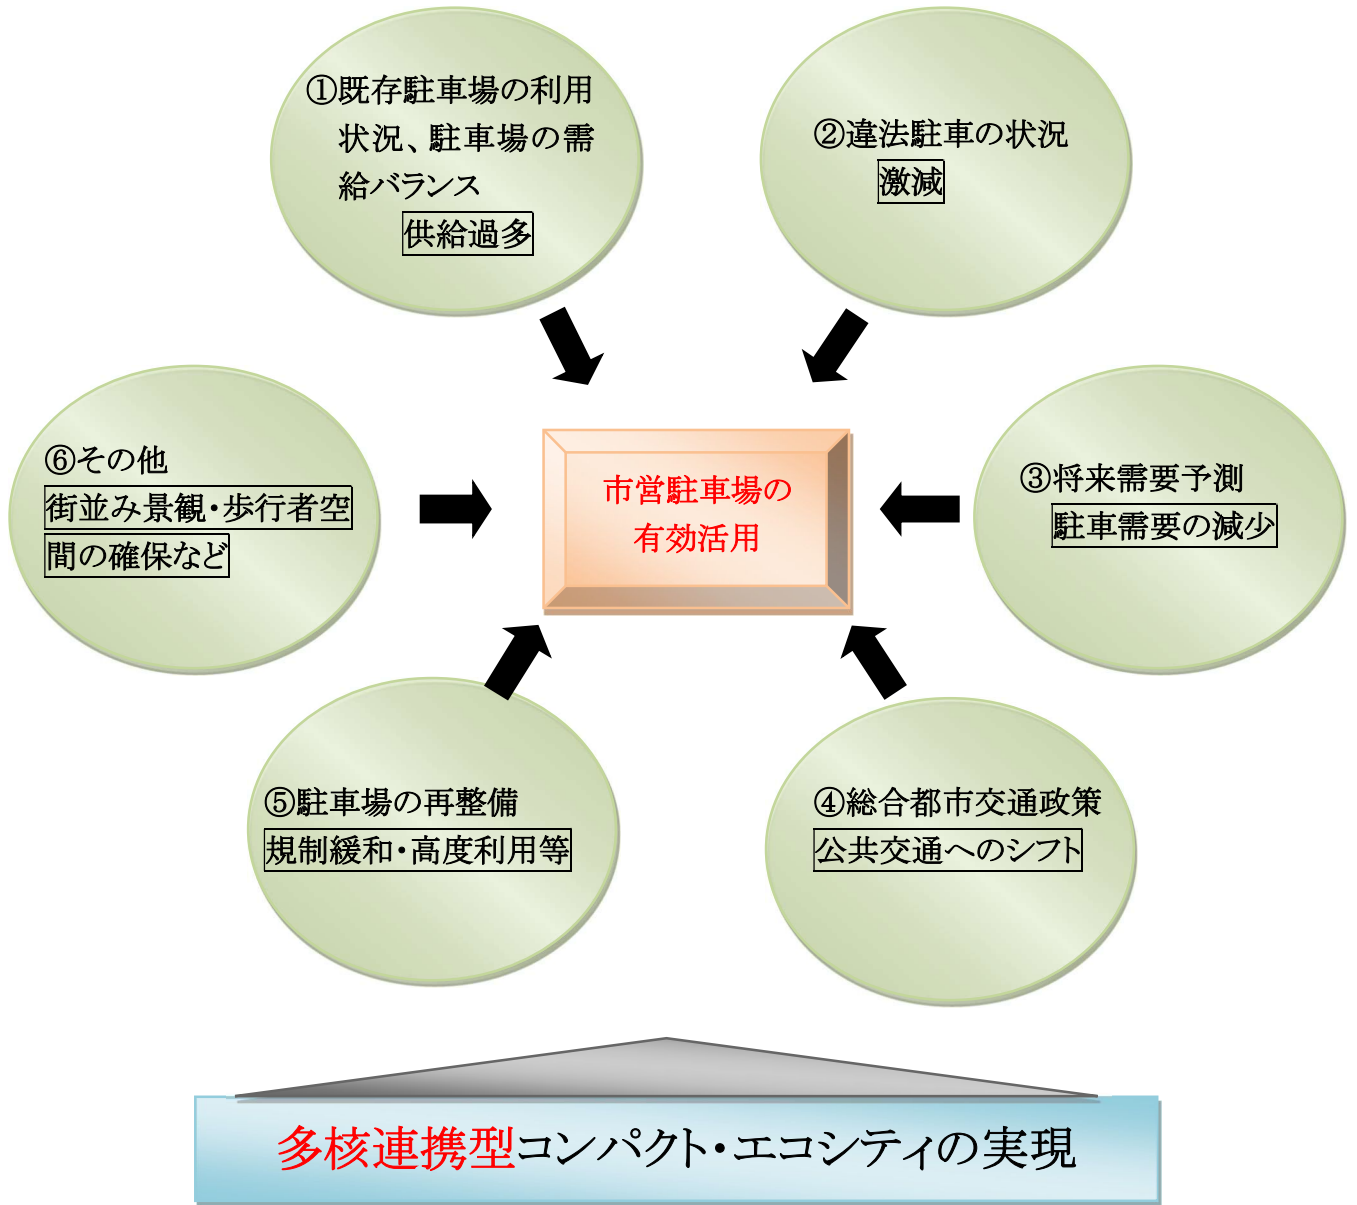 ①既存駐車場の利用
状況、駐車場の需
給バランス
供給過多
②違法駐車の状況
激減
⑥その他
街並み景観・歩行者空
間の確保など
市営駐車場の
有効活用
③将来需要予測
駐車需要の減少
⑤駐車場の再整備
規制緩和・高度利用等
④総合都市交通政策
公共交通へのシフト
多核連携型コンパクト・エコシティの実現